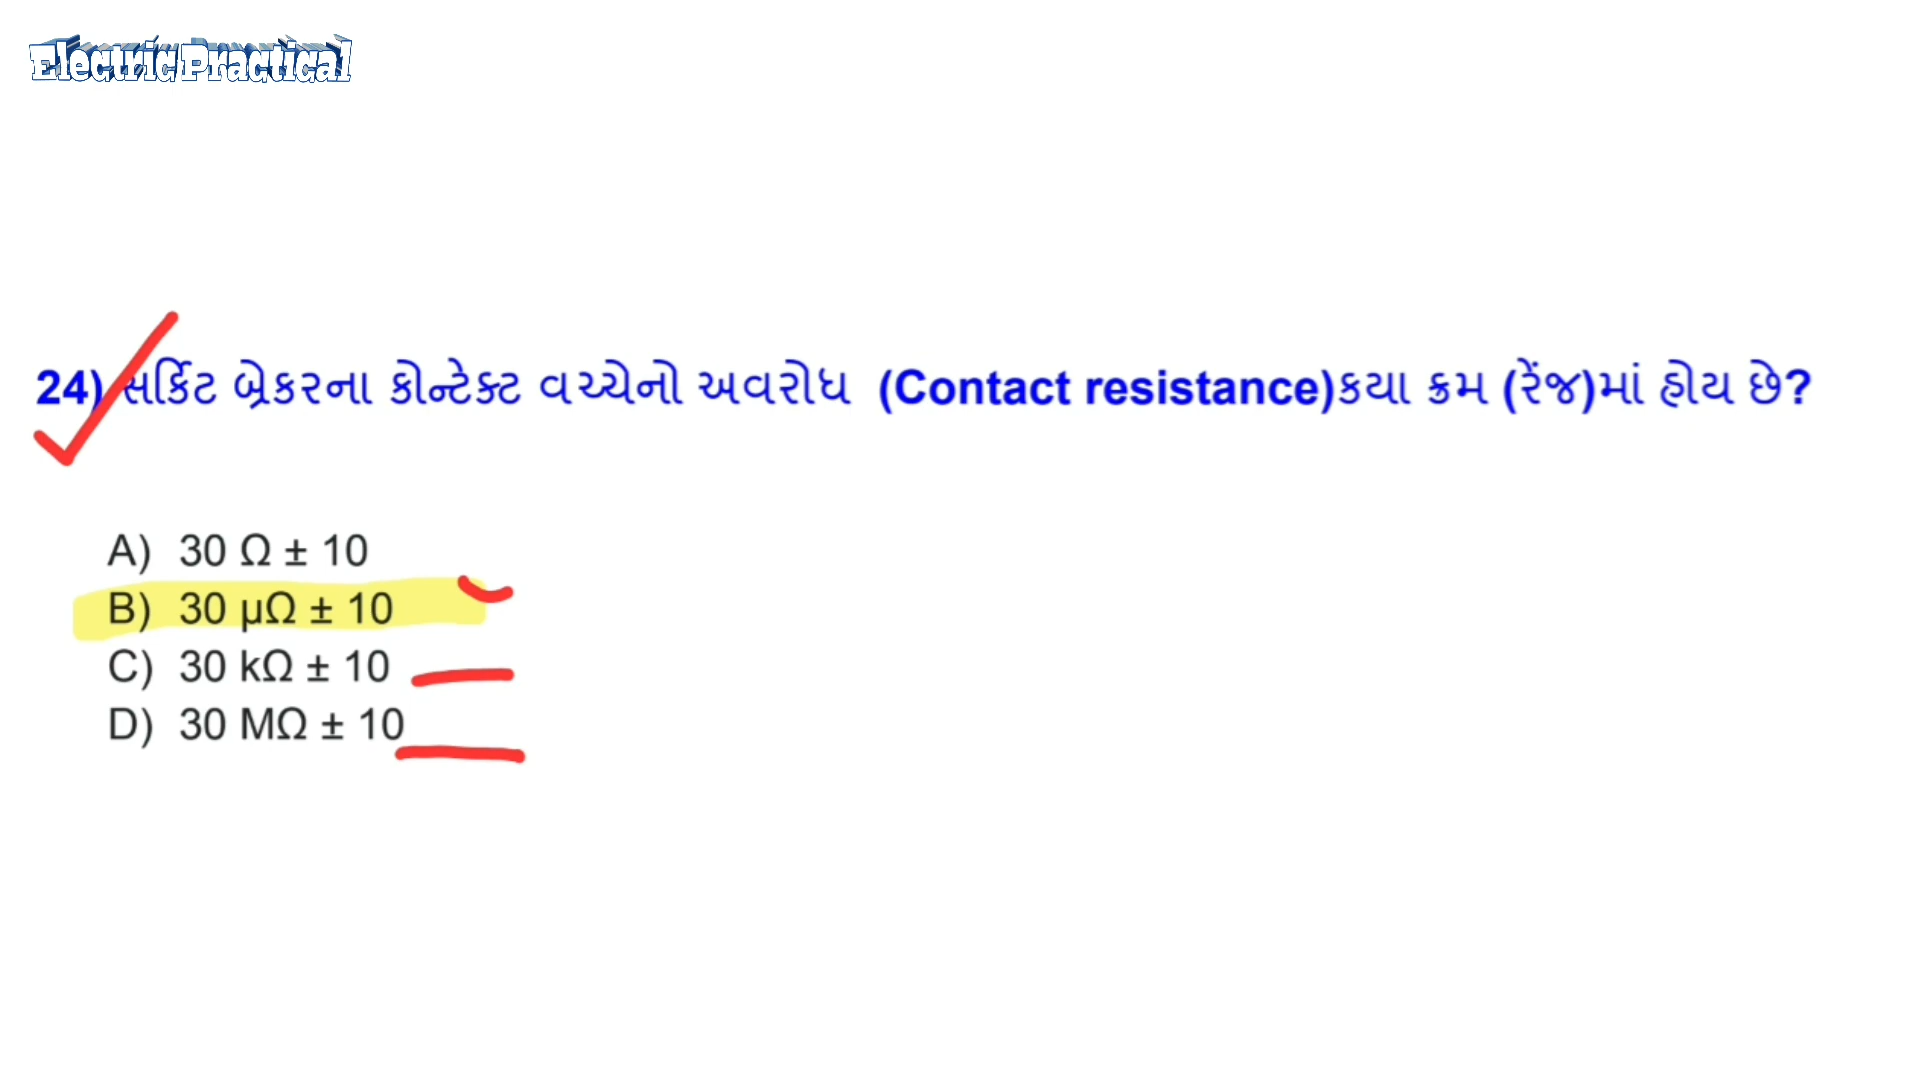 Electric Practical
24) સર્કિટ બ્રેકરના કોન્ટેક્ટ વચ્ચેનો અવરોધ (Contact resistance)કયા ક્રમ (રેંજ)માં હોય છે?
A) 30 Ω ± 10
B) 30 µΩ ± 10
C) 30 kΩ ± 10
D) 30 MΩ ± 10